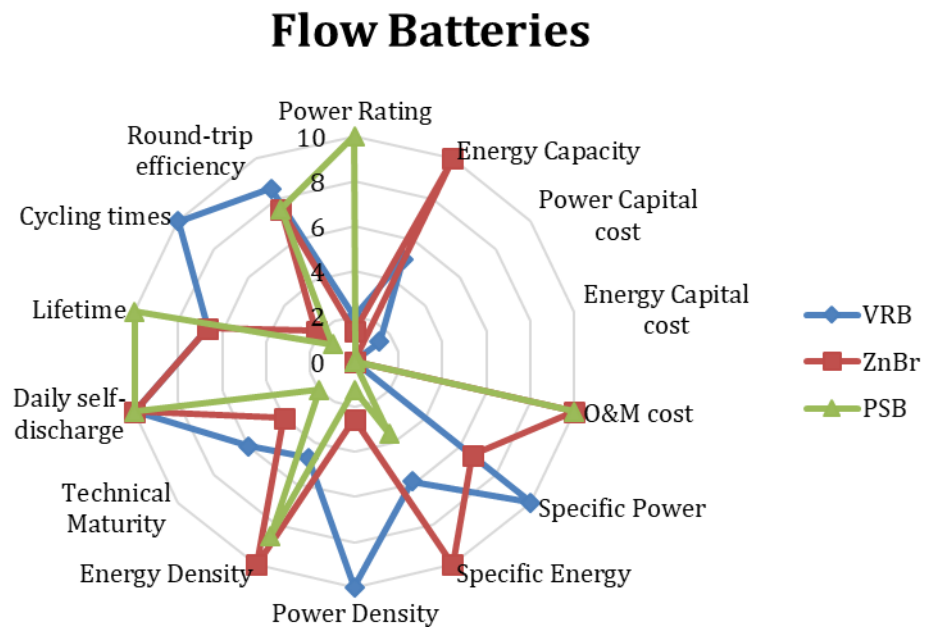 Flow Batteries
Power Rating
Round-trip
efficiency
Energy Capacity
Cycling times
Power Capital
cost
Lifetime
Energy Capital
cost
Daily self-
discharge
O&M cost
Technical
Maturity
Specific Power
Energy Density
Specific Energy
Power Density
10
8
6
4
2
0
VRB
ZnBr
PSB